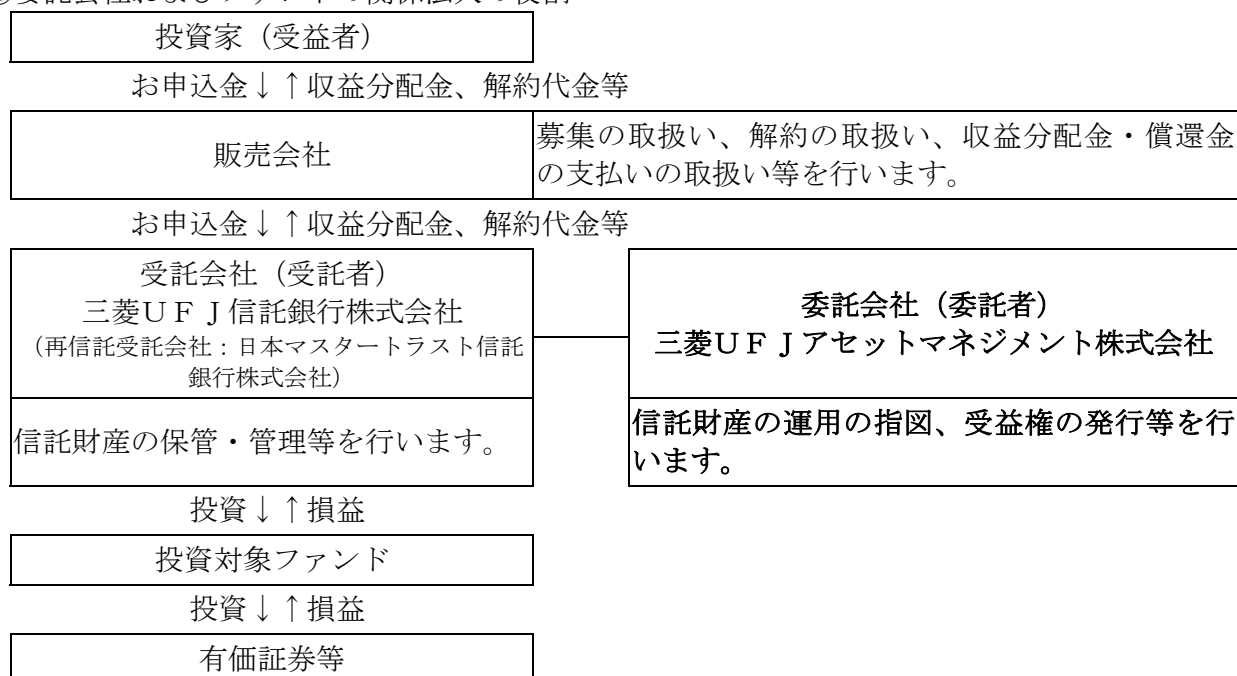 投資家（受益者）
お申込金↓↑収益分配金、解約代金等
販売会社
募集の取扱い、解約の取扱い、収益分配金・償還金
の支払いの取扱い等を行います。
お申込金↓↑収益分配金、解約代金等
受託会社（受託者）
三菱ＵＦＪ信託銀行株式会社
（再信託受託会社：日本マスタートラスト信託
銀行株式会社）
信託財産の保管・管理等を行います。
委託会社（委託者）
三菱ＵＦＪアセットマネジメント株式会社
信託財産の運用の指図、受益権の発行等を行
います。
投資↓↑損益
投資対象ファンド
投資↓↑損益
有価証券等